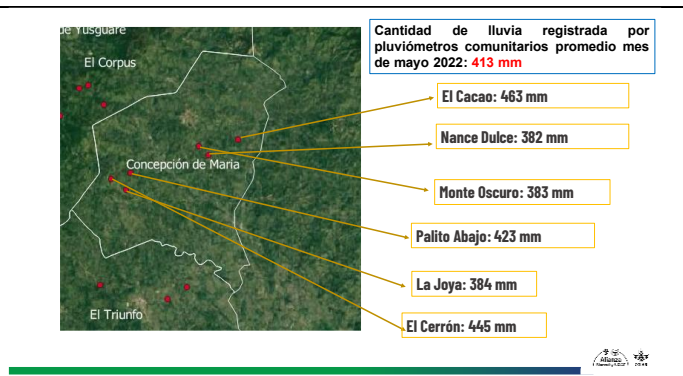 Cantidad de lluvia registrada por
pluviómetros comunitarios promedio mes
de mayo 2022: 413 mm
de Yusguare
El Corpus
El Cacao: 463 mm
Nance Dulce: 382 mm
Concepción de Maria
Monte Oscuro: 383 mm
Palito Abajo: 423 mm
La Joya: 384 mm
El Triunfo
El Cerrón: 445 mm
Alianza